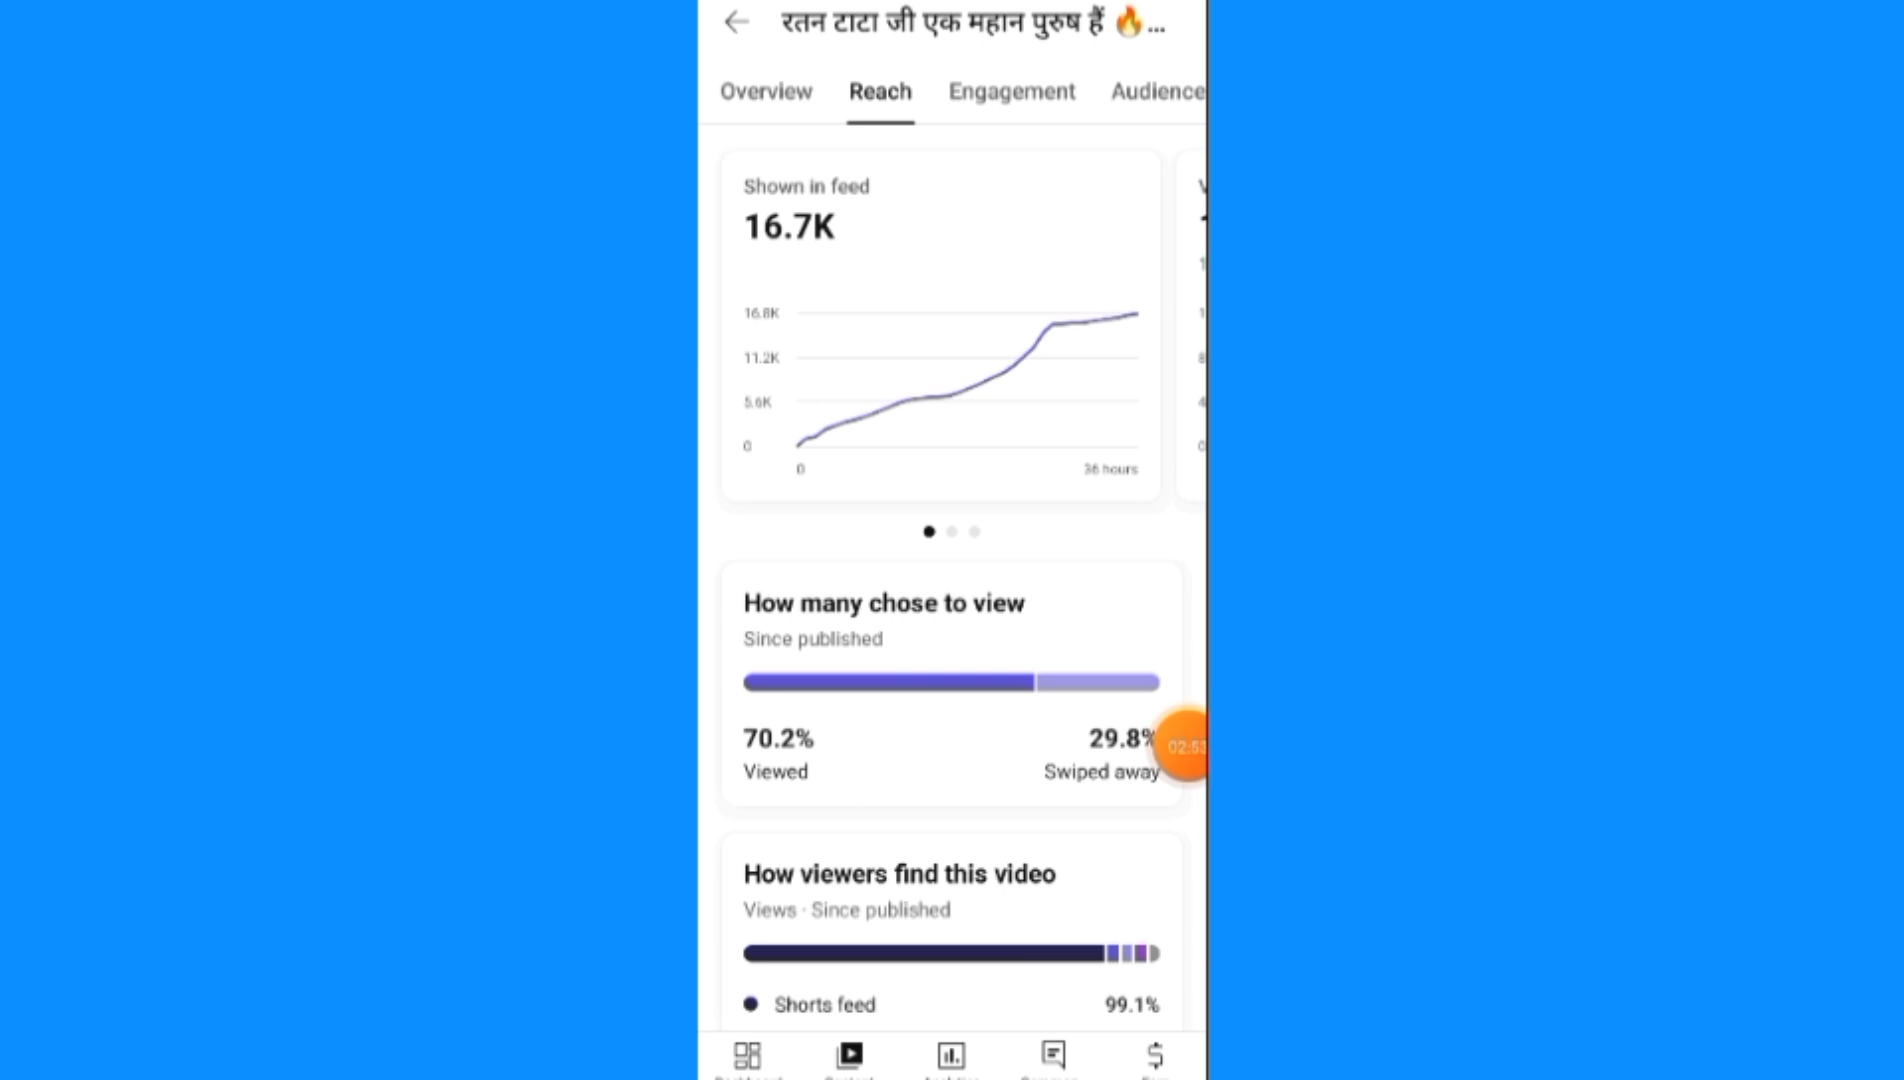 रतन टाटा जी एक महान पुरुष हैं 🔥...
Overview Reach Engagement Audience
Shown in feed
16.7K
16.8K
11.2K
5.6K
0
0 36 hours
How many chose to view
Since published
70.2% 29.8%
Viewed Swiped away
02:53
How viewers find this video
Views · Since published
Shorts feed 99.1%